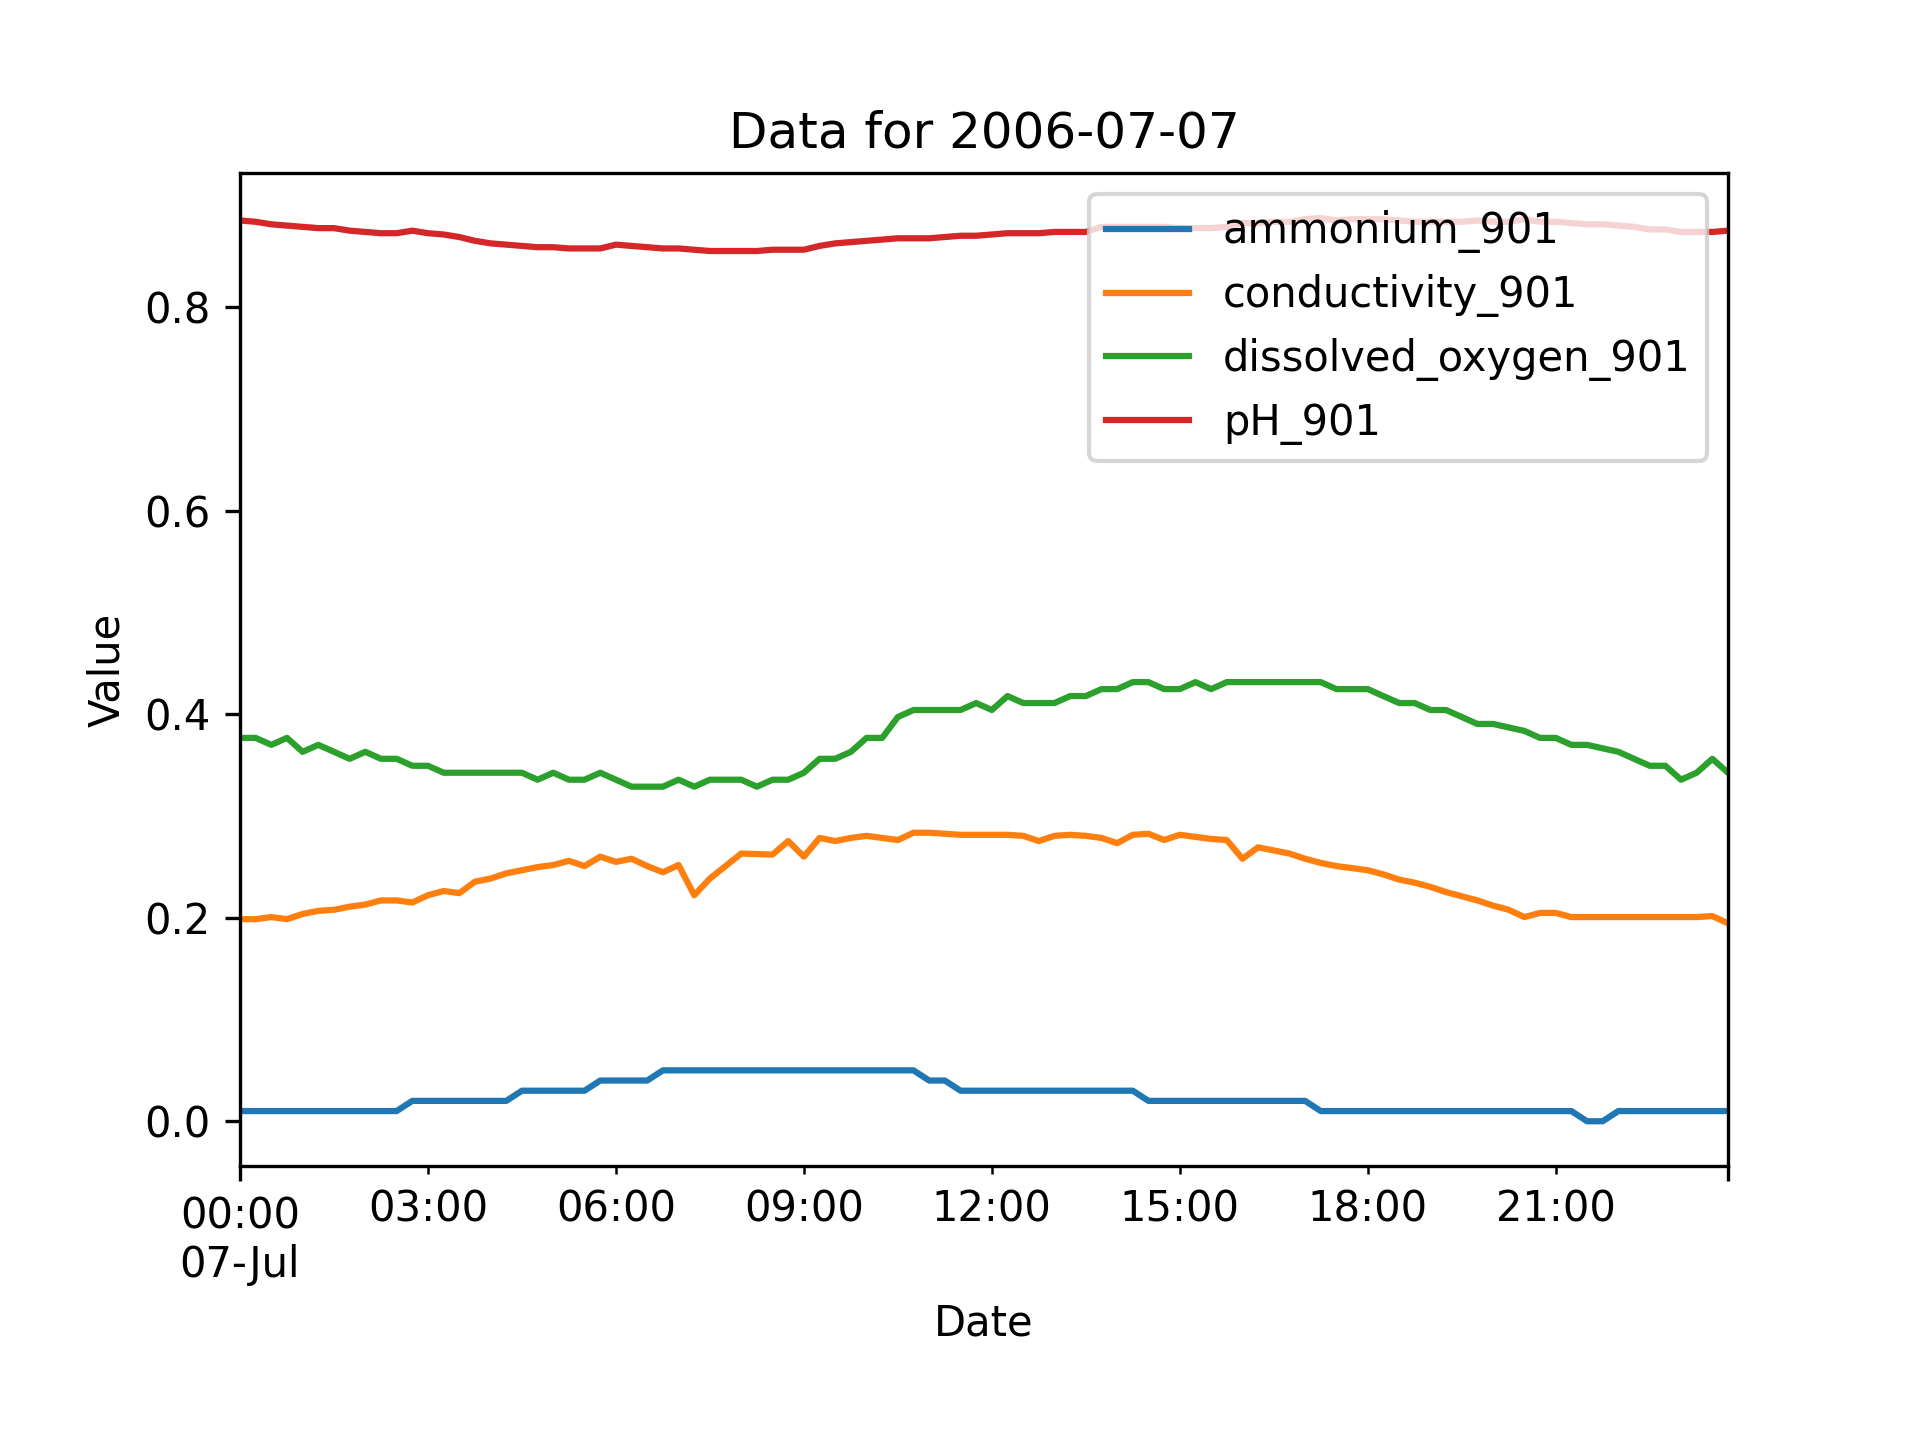 Data for 2006-07-07
ammonium_901
conductivity_901
dissolved_oxygen_901
pH_901
Value
0.8
0.6
0.4
0.2
0.0
00:00 03:00 06:00 09:00 12:00 15:00 18:00 21:00
07-Jul
Date